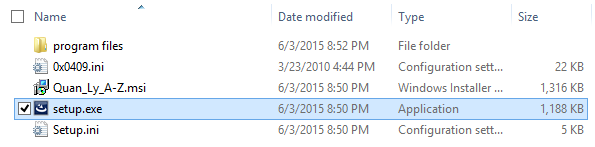 Name Date modified Type Size
program files 6/3/2015 8:52 PM File folder
0x0409.ini 3/23/2010 4:44 PM Configuration sett... 22 KB
Quan_Ly_A-Z.msi 6/3/2015 8:50 PM Windows Installer ... 1,316 KB
setup.exe 6/3/2015 8:50 PM Application 1,188 KB
Setup.ini 6/3/2015 8:50 PM Configuration sett... 5 KB